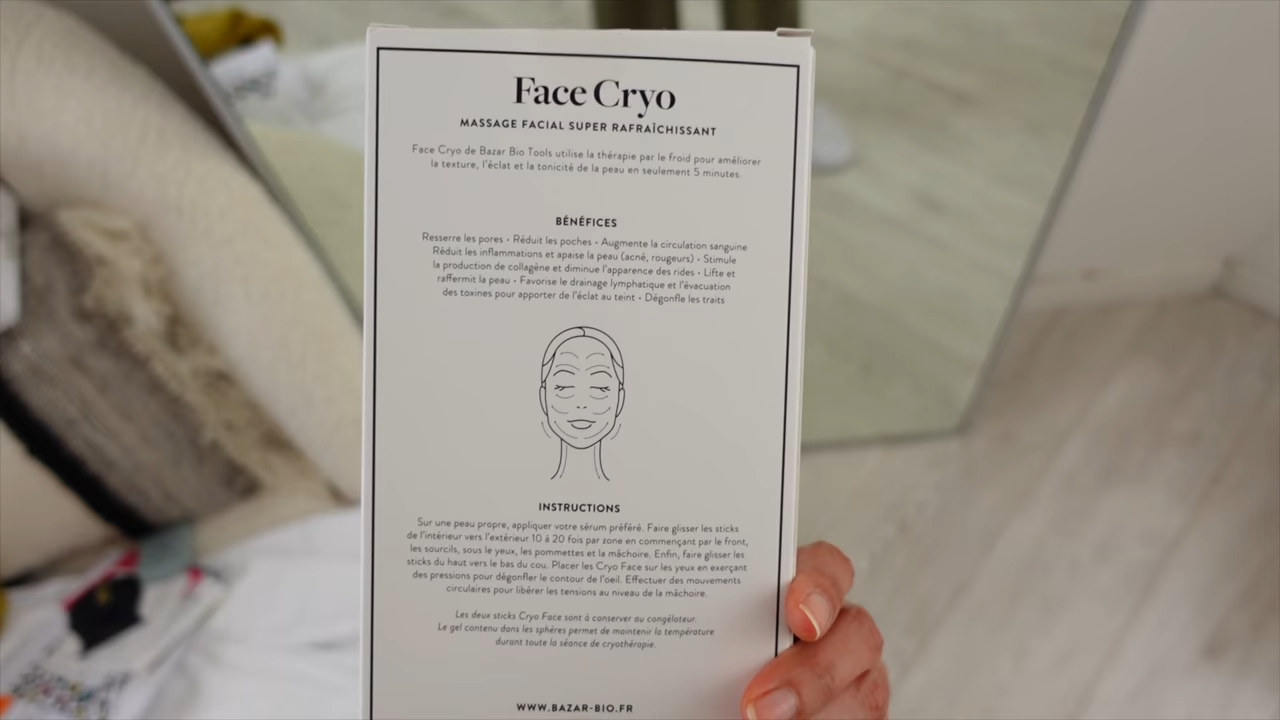 Face Cryo
MASSAGE FACIAL SUPER RAFRAÎCHISSANT
Face Cryo de Bazar Bio Tools utilise la thérapie par le froid pour améliorer
la texture, l'éclat et la tonicité de la peau en seulement 5 minutes.
BÉNÉFICES
Resserre les pores • Réduit les poches • Augmente la circulation sanguine
Réduit les inflammations et apaise la peau (acné, rougeurs) • Stimule
la production de collagène et diminue l'apparence des rides • Lifte et
raffermit la peau • Favorise le drainage lymphatique et l'évacuation
des toxines pour apporter de l'éclat au teint • Dégonfle les traits
INSTRUCTIONS
Sur une peau propre, appliquer votre sérum préféré. Faire glisser les sticks
de l'intérieur vers l'extérieur 10 à 20 fois par zone en commençant par le front,
les sourcils, sous le yeux, les pommettes et la mâchoire. Enfin, faire glisser les
sticks du haut vers le bas du cou. Placer les Cryo Face sur les yeux en exerçant
des pressions pour dégonfler le contour de l'oeil. Effectuer des mouvements
circulaires pour libérer les tensions au niveau de la mâchoire.
Les deux sticks Cryo Face sont à conserver au congélateur.
Le gel contenu dans les sphères permet de maintenir la température
durant toute la séance de cryothérapie.
WWW.BAZAR-BIO.FR